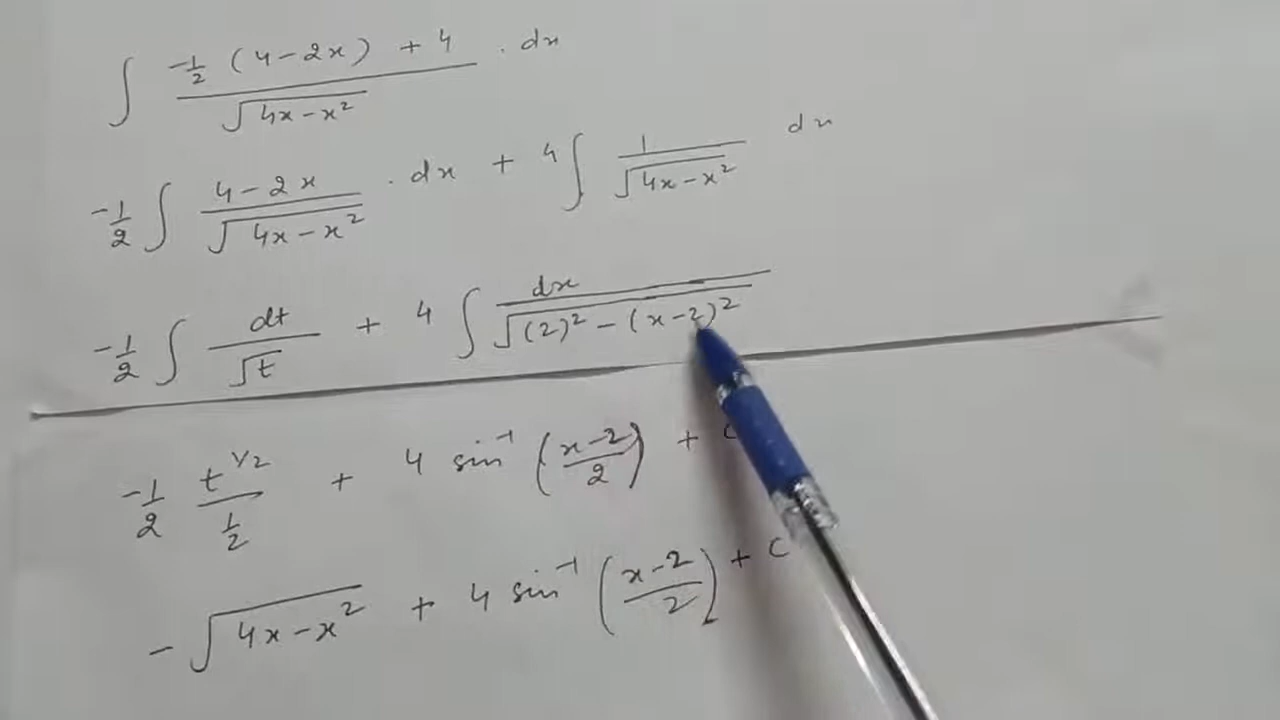 ∫ -1/2 (4-2x) + 4 / √(4x-x²) . dx
-1/2 ∫ 4-2x / √(4x-x²) . dx + 4 ∫ 1 / √(4x-x²) dx
-1/2 ∫ dt / √t + 4 ∫ dx / √((2)² - (x-2)²)
-1/2 t^1/2 / 1/2 + 4 sin⁻¹ (x-2 / 2) + C
- √(4x-x²) + 4 sin⁻¹ (x-2 / 2) + C